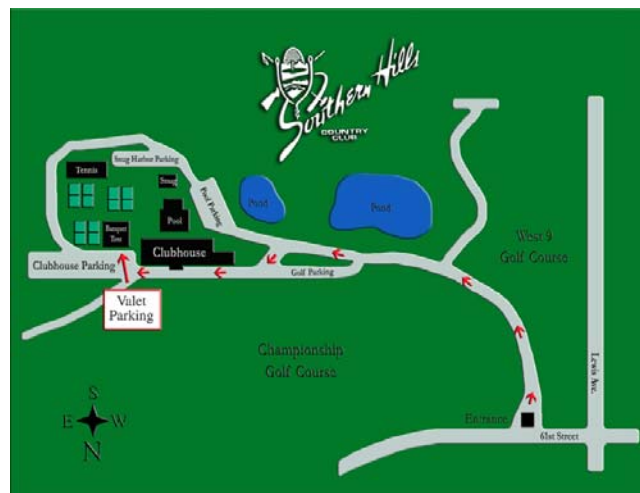 Southern Hills
COUNTRY
CLUB
Snug Harbor Parking
Tennis
Snug
Pool Parking
Pond
Pond
Pool
Banquet
Tent
West 9
Golf Course
Clubhouse
Clubhouse Parking
Golf Parking
Valet
Parking
Championship
Golf Course
Lewis Ave.
S
E
W
N
Entrance
61st Street